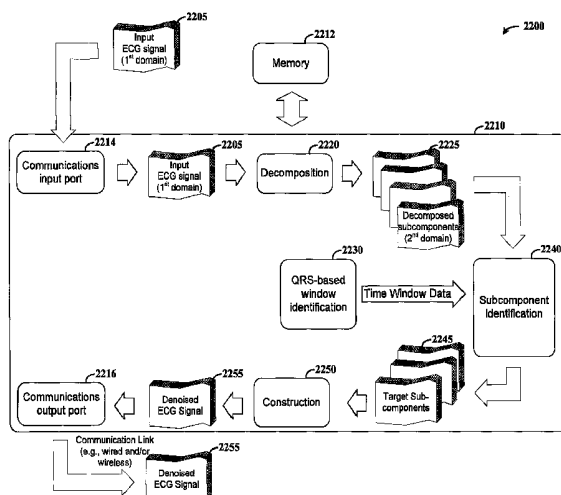 2205
Input
ECG signal
(1st domain)
2200
2212
Memory
2210
2214
Communications
input port
2205
Input
ECG signal
(1st domain)
2220
Decomposition
2225
Decomposed
subcomponents
(2nd domain)
2230
QRS-based
window
identification
Time Window Data
2240
Subcomponent
Identification
2245
Target Sub-
components
2250
Construction
2255
Denoised
ECG Signal
2216
Communications
output port
Communication Link
(e.g., wired and/or
wireless)
2255
Denoised
ECG Signal